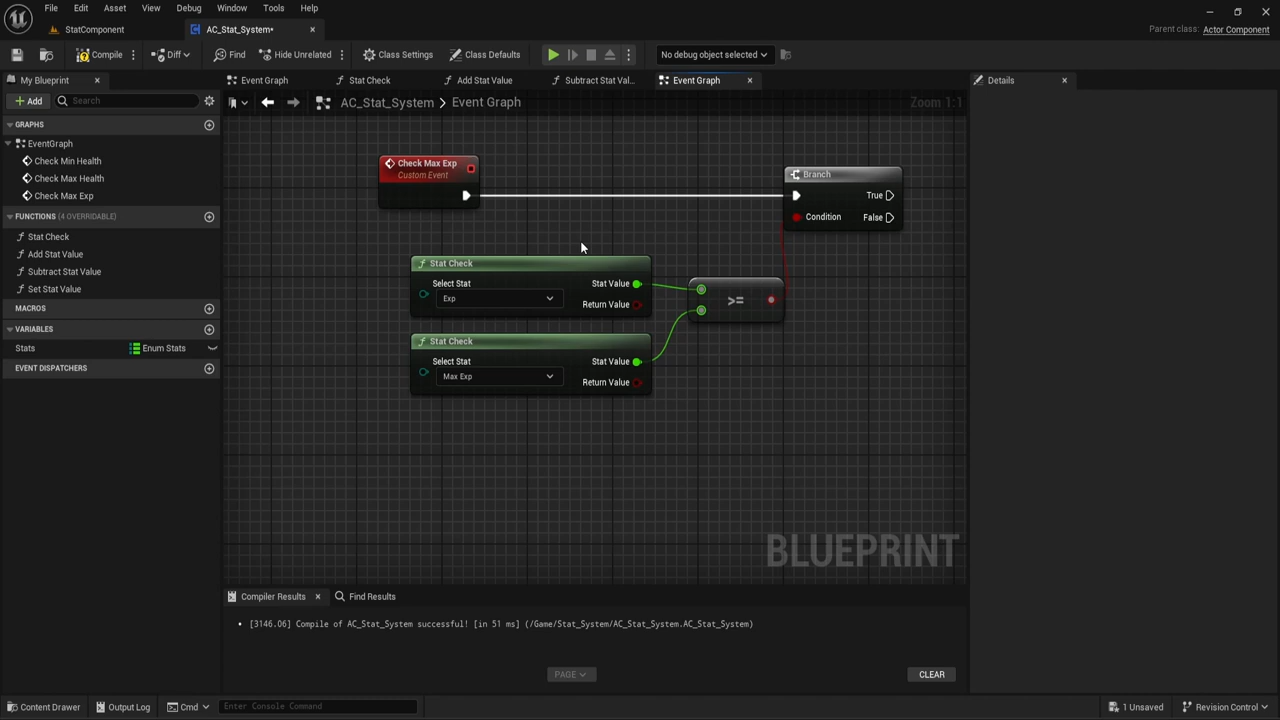 File Edit Asset View Debug Window Tools Help
StatComponent
AC_Stat_System•
Parent class: Actor Component
Compile
Diff
Find
Hide Unrelated
Class Settings
Class Defaults
No debug object selected
My Blueprint
Event Graph
Stat Check
Add Stat Value
Subtract Stat Val...
Event Graph
Details
+ Add
Search
AC_Stat_System > Event Graph
Zoom 1:1
GRAPHS
EventGraph
Check Min Health
Check Max Health
Check Max Exp
FUNCTIONS (4 OVERRIDABLE)
Stat Check
Add Stat Value
Subtract Stat Value
Set Stat Value
MACROS
VARIABLES
Stats
Enum Stats
EVENT DISPATCHERS
Check Max Exp
Custom Event
Branch
True
Condition
False
Stat Check
Select Stat
Stat Value
Exp
Return Value
>=
Stat Check
Select Stat
Stat Value
Max Exp
Return Value
BLUEPRINT
Compiler Results
Find Results
• [3146.06] Compile of AC_Stat_System successful! [in 51 ms] (/Game/Stat_System/AC_Stat_System.AC_Stat_System)
PAGE
CLEAR
Content Drawer
Output Log
Cmd
Enter Console Command
1 Unsaved
Revision Control